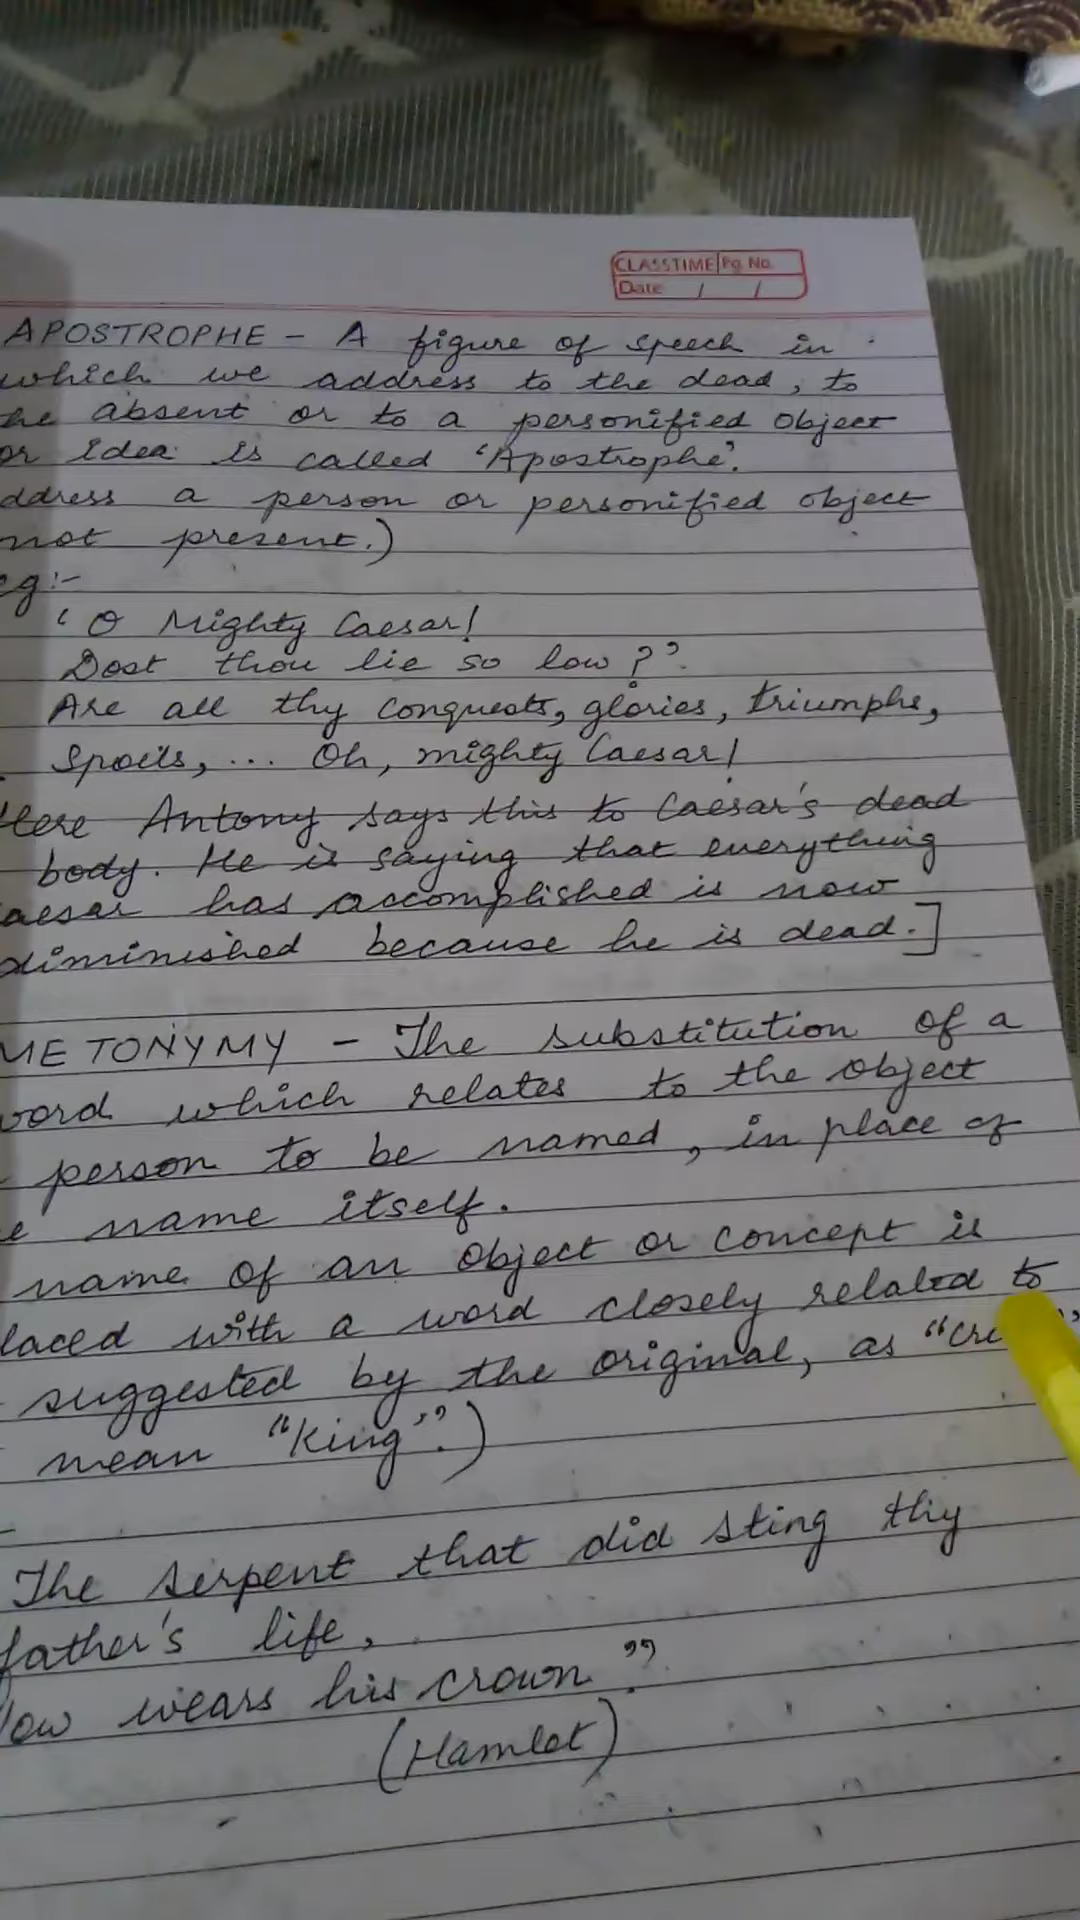 CLASSTIME Pg. No.
Date / /
APOSTROPHE - A figure of speech in
which we address to the dead, to
he absent or to a personified object
or idea is called 'Apostrophe'.
ddress a person or personified object
not present.)
eg:-
'O Mighty Caesar!
Dost thou lie so low?'
Are all thy conquests, glories, triumphs,
Spoils, ... Oh, mighty Caesar!
Here Antony says this to Caesar's dead
body. He is saying that everything
aesar has accomplished is now
diminished because he is dead.]
METONYMY - The substitution of a
word which relates to the object
person to be named, in place of
e name itself.
name of an object or concept is
laced with a word closely related to
suggested by the original, as "cr
mean "King".)
The serpent that did sting thy
father's life,
Now wears his crown"
(Hamlet)